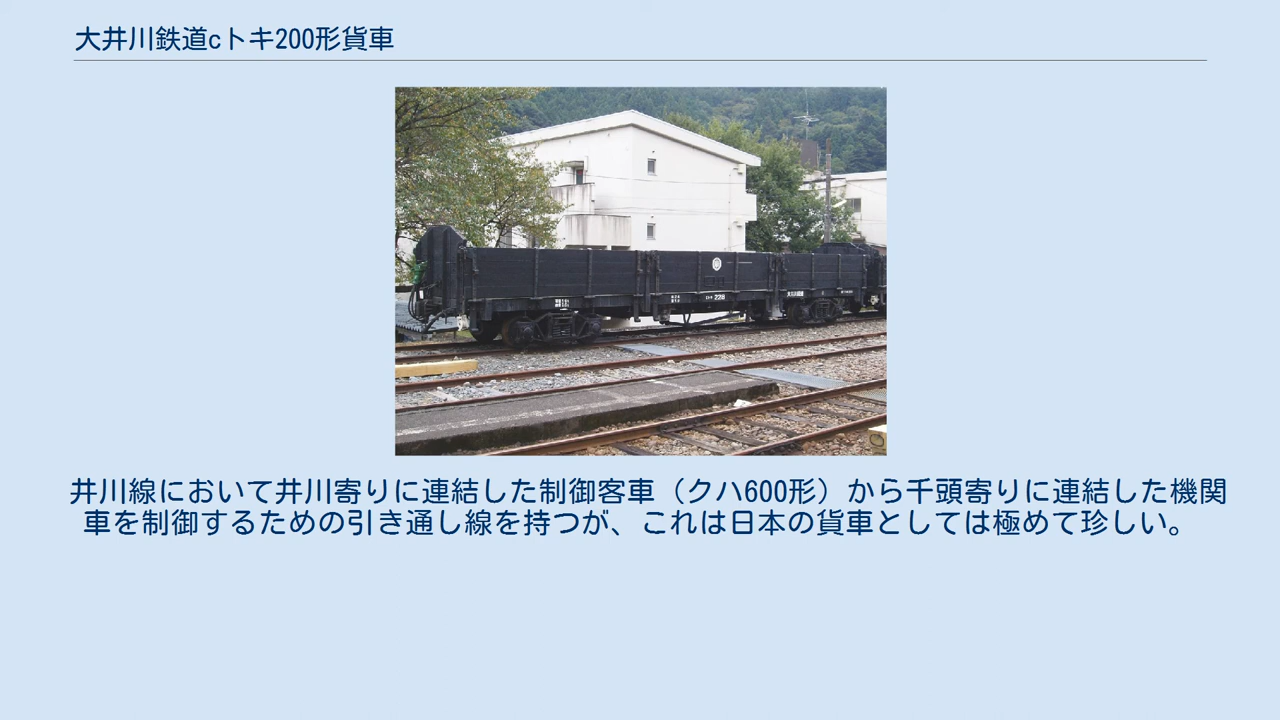 大井川鉄道cトキ200形貨車
228
井川線において井川寄りに連結した制御客車（クハ600形）から千頭寄りに連結した機関
車を制御するための引き通し線を持つが、これは日本の貨車としては極めて珍しい。